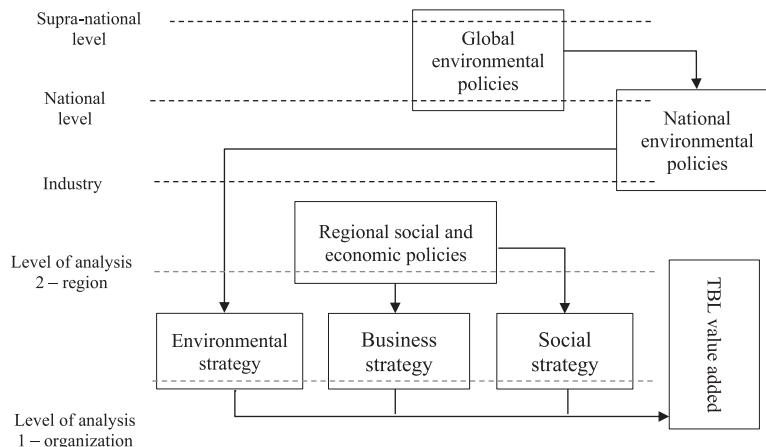 Supra-national
level
Global
environmental
policies
National
level
National
environmental
policies
Industry
Regional social and
economic policies
Level of analysis
2 – region
TBL value added
Environmental
strategy
Business
strategy
Social
strategy
Level of analysis
1 – organization